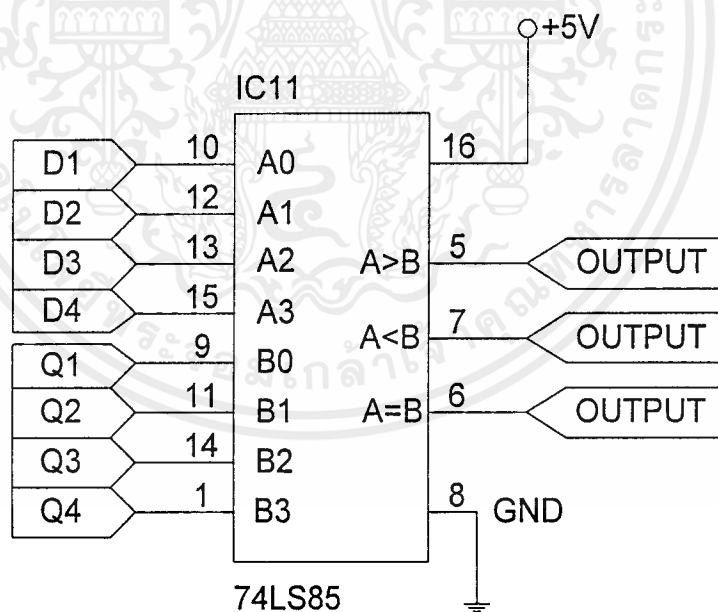 +5V
IC11
D1 10 A0 16
D2 12 A1
D3 13 A2 A>B 5 OUTPUT
D4 15 A3
Q1 9 B0 A<B 7 OUTPUT
Q2 11 B1 A=B 6 OUTPUT
Q3 14 B2
Q4 1 B3 8 GND
74LS85